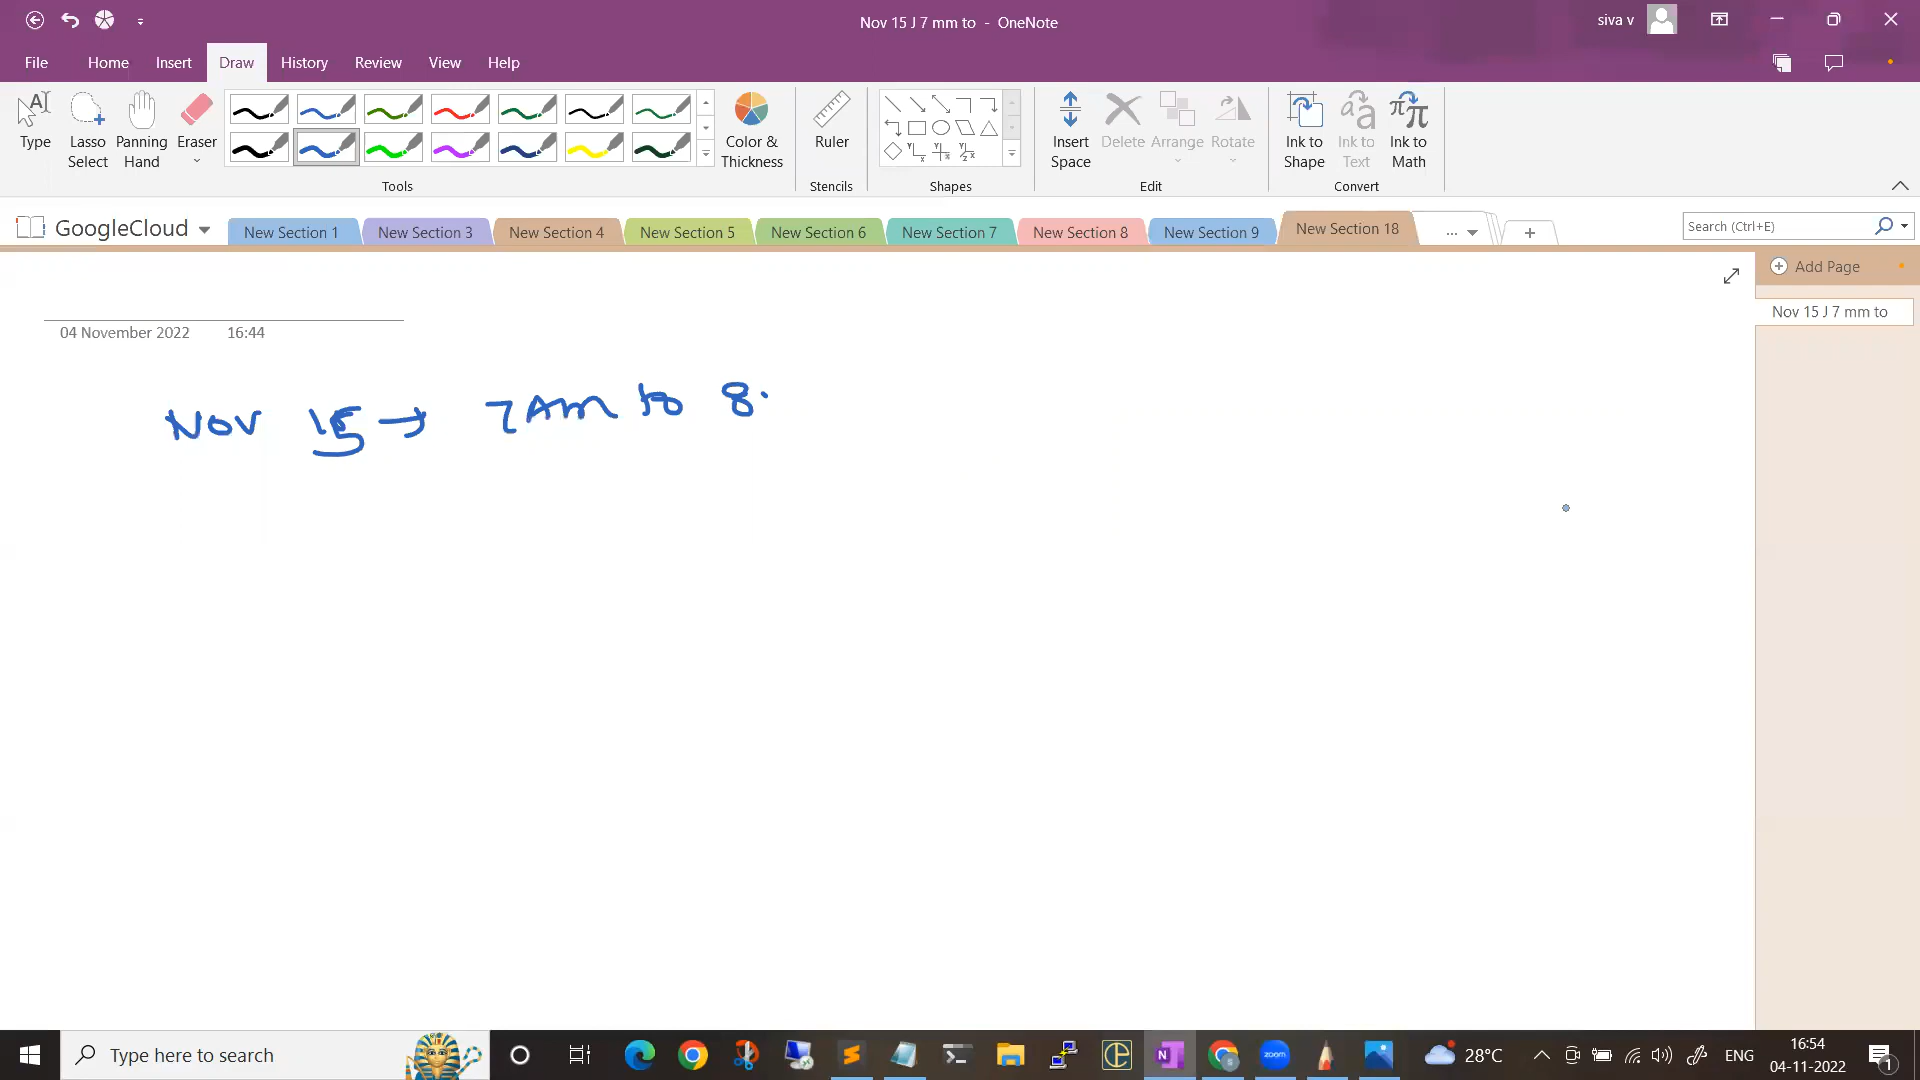 Nov 15 J 7 mm to - OneNote
siva v
File Home Insert Draw History Review View Help
Type
Lasso Select
Panning Hand
Eraser
Color & Thickness
Ruler
Insert Space
Delete
Arrange
Rotate
Ink to Shape
Ink to Text
Ink to Math
Tools Stencils Shapes Edit Convert
GoogleCloud New Section 1 New Section 3 New Section 4 New Section 5 New Section 6 New Section 7 New Section 8 New Section 9 New Section 18 ... Search (Ctrl+E)
Add Page
Nov 15 J 7 mm to
04 November 2022 16:44
Nov 15 → 7Am to 8.
Type here to search
zoom
28°C ENG
16:54
04-11-2022
1